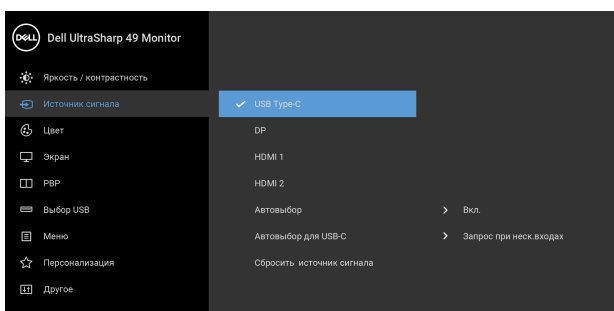 DELL Dell UltraSharp 49 Monitor
Яркость / контрастность
Источник сигнала USB Type-C
Цвет DP
Экран HDMI 1
PBP HDMI 2
Выбор USB Автовыбор Вкл.
Меню Автовыбор для USB-C Запрос при неск.входах
Персонализация Сбросить источник сигнала
Другое